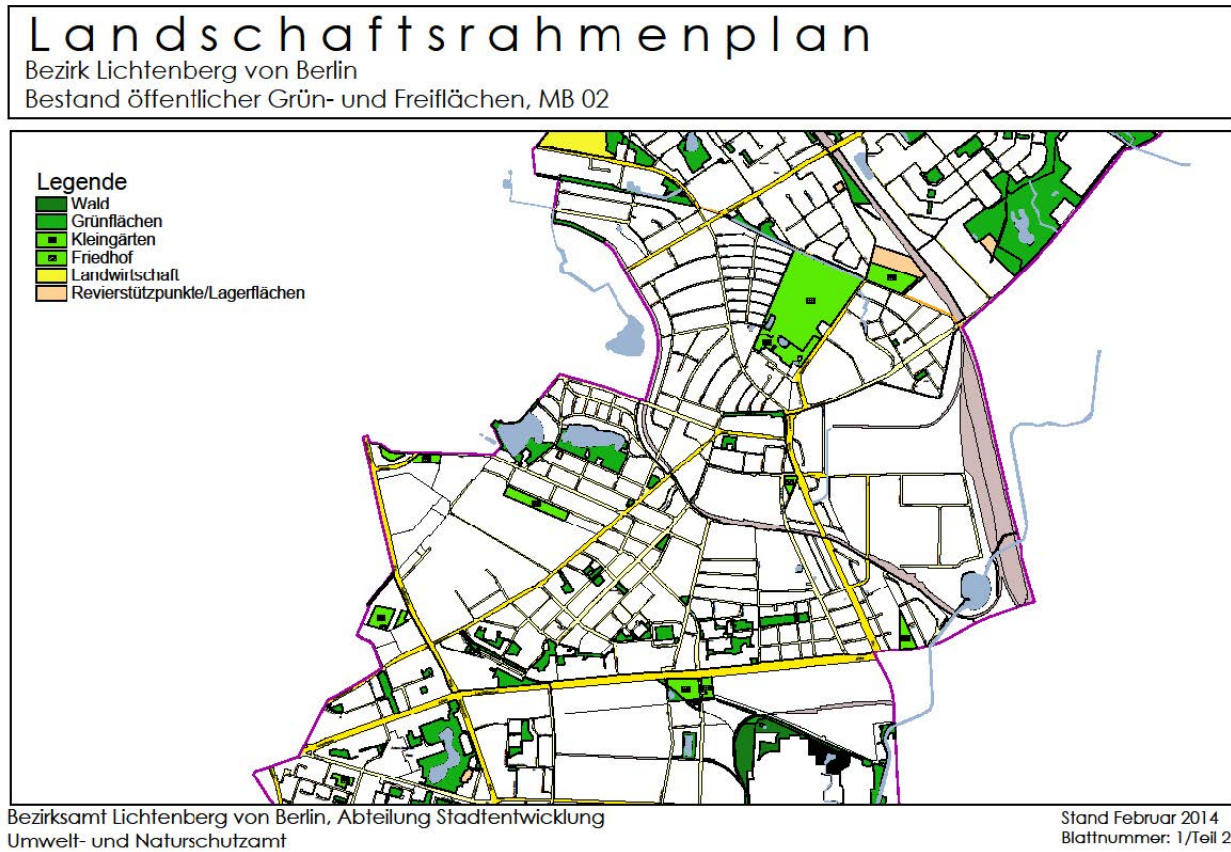 Landschaftsrahmenplan
Bezirk Lichtenberg von Berlin
Bestand öffentlicher Grün- und Freiflächen, MB 02
Legende
Wald
Grünflächen
Kleingärten
Friedhof
Landwirtschaft
Revierstützpunkte/Lagerflächen
Bezirksamt Lichtenberg von Berlin, Abteilung Stadtentwicklung
Umwelt- und Naturschutzamt
Stand Februar 2014
Blattnummer: 1/Teil 2